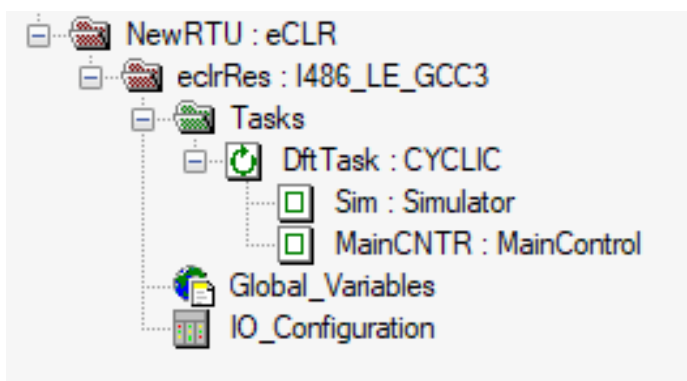 NewRTU : eCLR
eclrRes : I486_LE_GCC3
Tasks
DftTask : CYCLIC
Sim : Simulator
MainCNTR : MainControl
Global_Variables
IO_Configuration